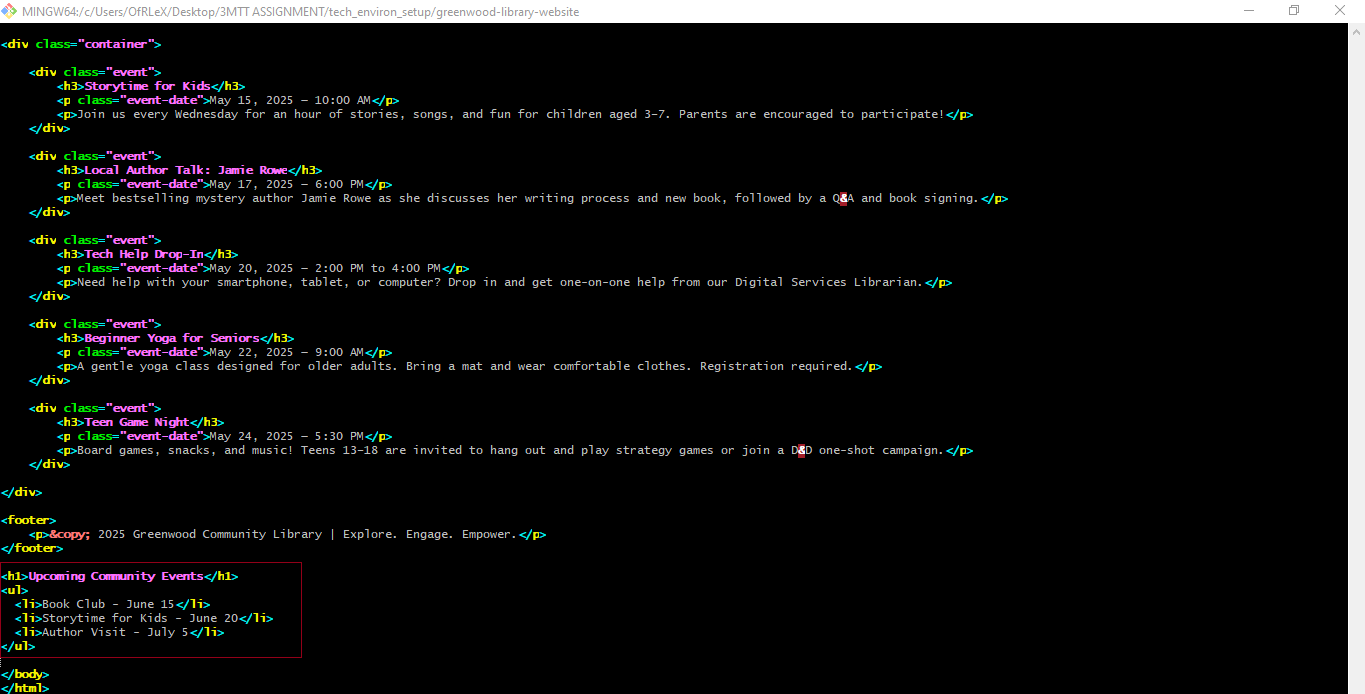 MINGW64:/c/Users/OfRLeX/Desktop/3MTT ASSIGNMENT/tech_environ_setup/greenwood-library-website
<div class="container">
<div class="event">
<h3>Storytime for Kids</h3>
<p class="event-date">May 15, 2025 – 10:00 AM</p>
<p>Join us every Wednesday for an hour of stories, songs, and fun for children aged 3–7. Parents are encouraged to participate!</p>
</div>
<div class="event">
<h3>Local Author Talk: Jamie Rowe</h3>
<p class="event-date">May 17, 2025 – 6:00 PM</p>
<p>Meet bestselling mystery author Jamie Rowe as she discusses her writing process and new book, followed by a Q&A and book signing.</p>
</div>
<div class="event">
<h3>Tech Help Drop-In</h3>
<p class="event-date">May 20, 2025 – 2:00 PM to 4:00 PM</p>
<p>Need help with your smartphone, tablet, or computer? Drop in and get one-on-one help from our Digital Services Librarian.</p>
</div>
<div class="event">
<h3>Beginner Yoga for Seniors</h3>
<p class="event-date">May 22, 2025 – 9:00 AM</p>
<p>A gentle yoga class designed for older adults. Bring a mat and wear comfortable clothes. Registration required.</p>
</div>
<div class="event">
<h3>Teen Game Night</h3>
<p class="event-date">May 24, 2025 – 5:30 PM</p>
<p>Board games, snacks, and music! Teens 13–18 are invited to hang out and play strategy games or join a D&D one-shot campaign.</p>
</div>
</div>
<footer>
<p>&copy; 2025 Greenwood Community Library | Explore. Engage. Empower.</p>
</footer>
<h1>Upcoming Community Events</h1>
<ul>
<li>Book Club - June 15</li>
<li>Storytime for Kids - June 20</li>
<li>Author Visit - July 5</li>
</ul>
</body>
</html>